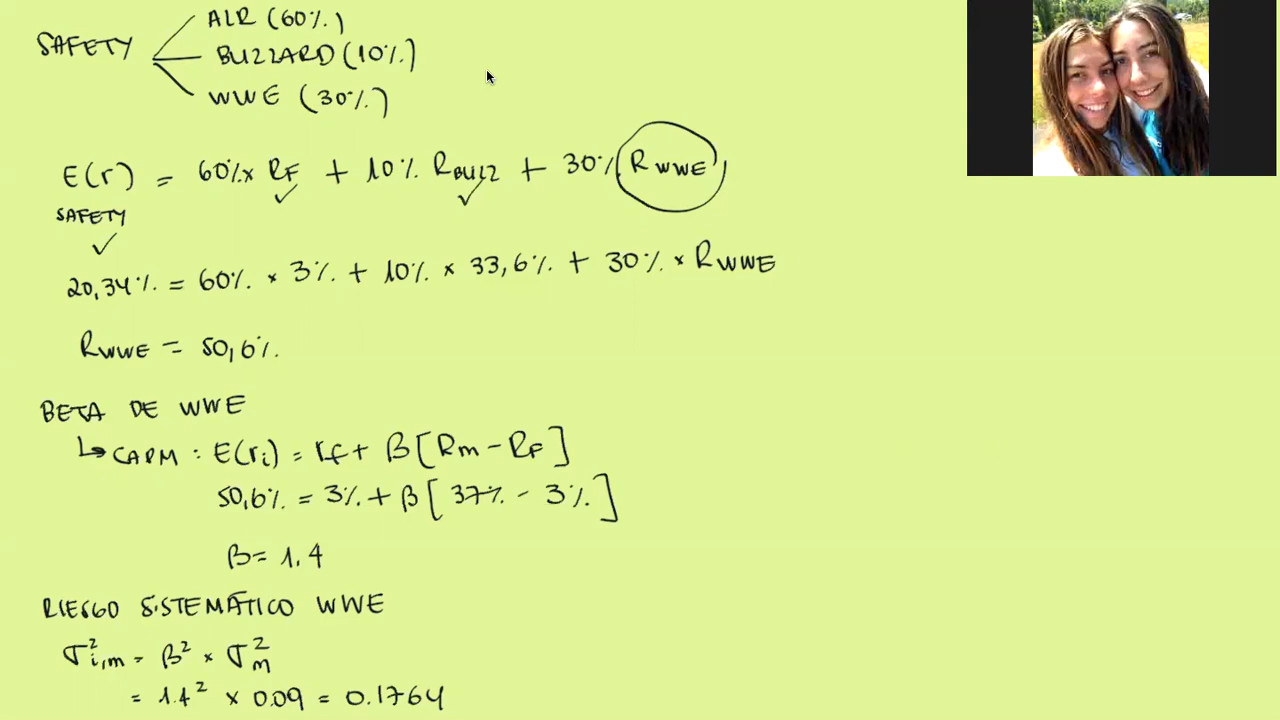 SAFETY
ALR (60%)
BUZZARD (10%)
WWE (30%)
E(r) = 60% x RF + 10% RBUZZ + 30% RWWE
SAFETY
20,34% = 60% * 3% + 10% * 33,6% + 30% * RWWE
RWWE = 50,6%
BETA DE WWE
↳ CAPM : E(ri) = rf + β [Rm - RF]
50,6% = 3% + β [37% - 3%]
β = 1.4
RIESGO SISTEMÁTICO WWE
σ²i,m = β² x σ²m
= 1.4² x 0.09 = 0.1764